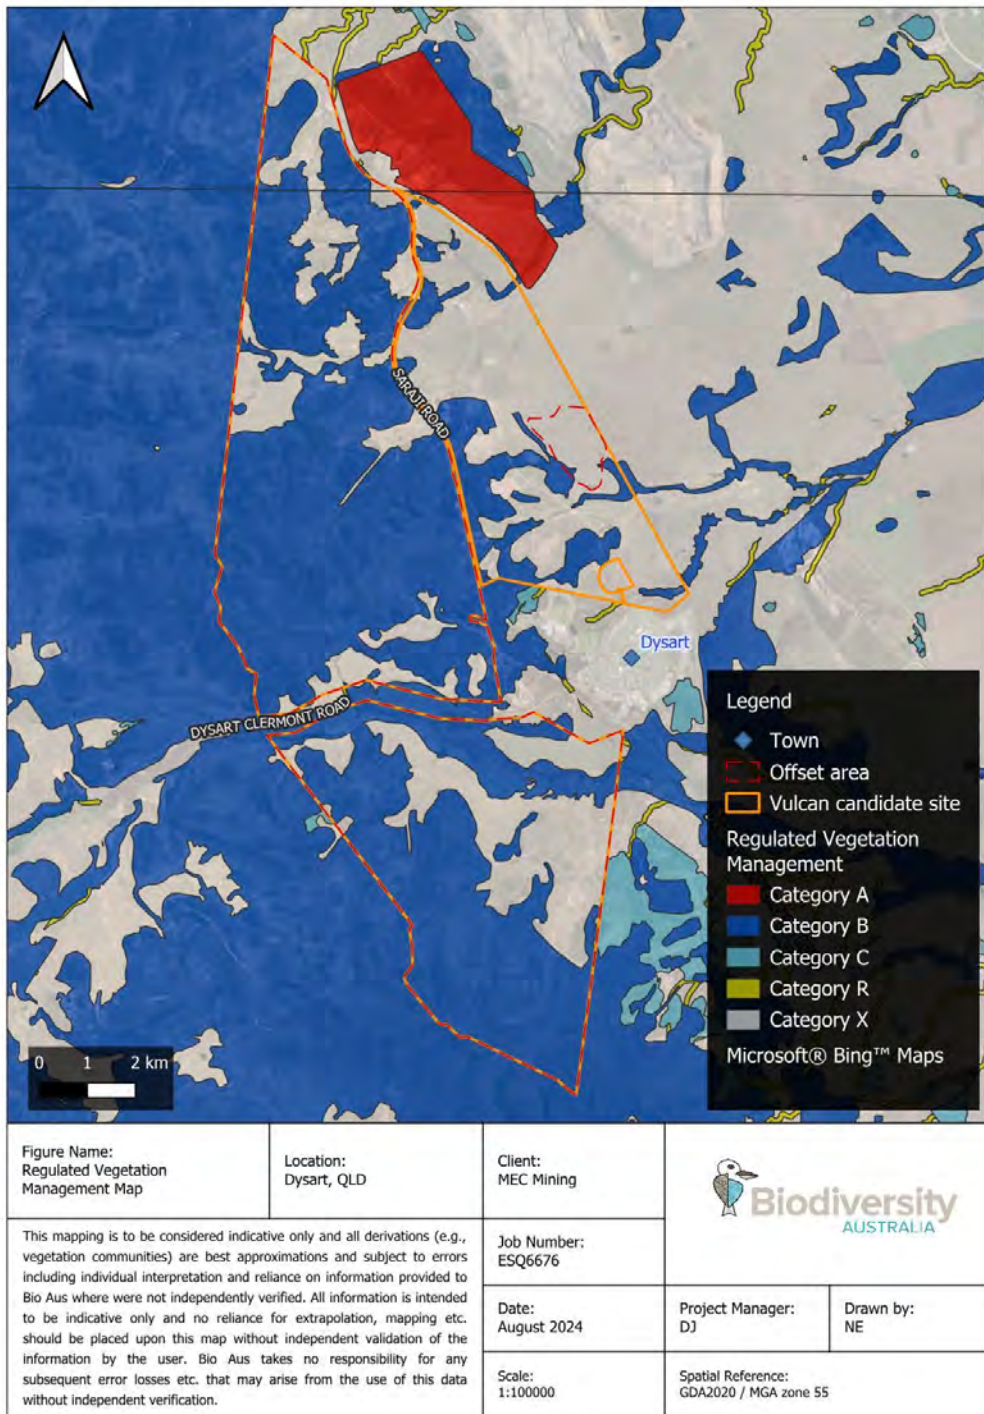 SARAJI ROAD
Dysart
DYSART CLERMONT ROAD
Legend
Town
Offset area
Vulcan candidate site
Regulated Vegetation
Management
Category A
Category B
Category C
Category R
Category X
Microsoft® Bing™ Maps
0 1 2 km
Figure Name:
Regulated Vegetation
Management Map
Location:
Dysart, QLD
Client:
MEC Mining
Biodiversity
AUSTRALIA
This mapping is to be considered indicative only and all derivations (e.g.,
vegetation communities) are best approximations and subject to errors
including individual interpretation and reliance on information provided to
Bio Aus where were not independently verified. All information is intended
to be indicative only and no reliance for extrapolation, mapping etc.
should be placed upon this map without independent validation of the
information by the user. Bio Aus takes no responsibility for any
subsequent error losses etc. that may arise from the use of this data
without independent verification.
Job Number:
ESQ6676
Date:
August 2024
Project Manager:
DJ
Drawn by:
NE
Scale:
1:100000
Spatial Reference:
GDA2020 / MGA zone 55